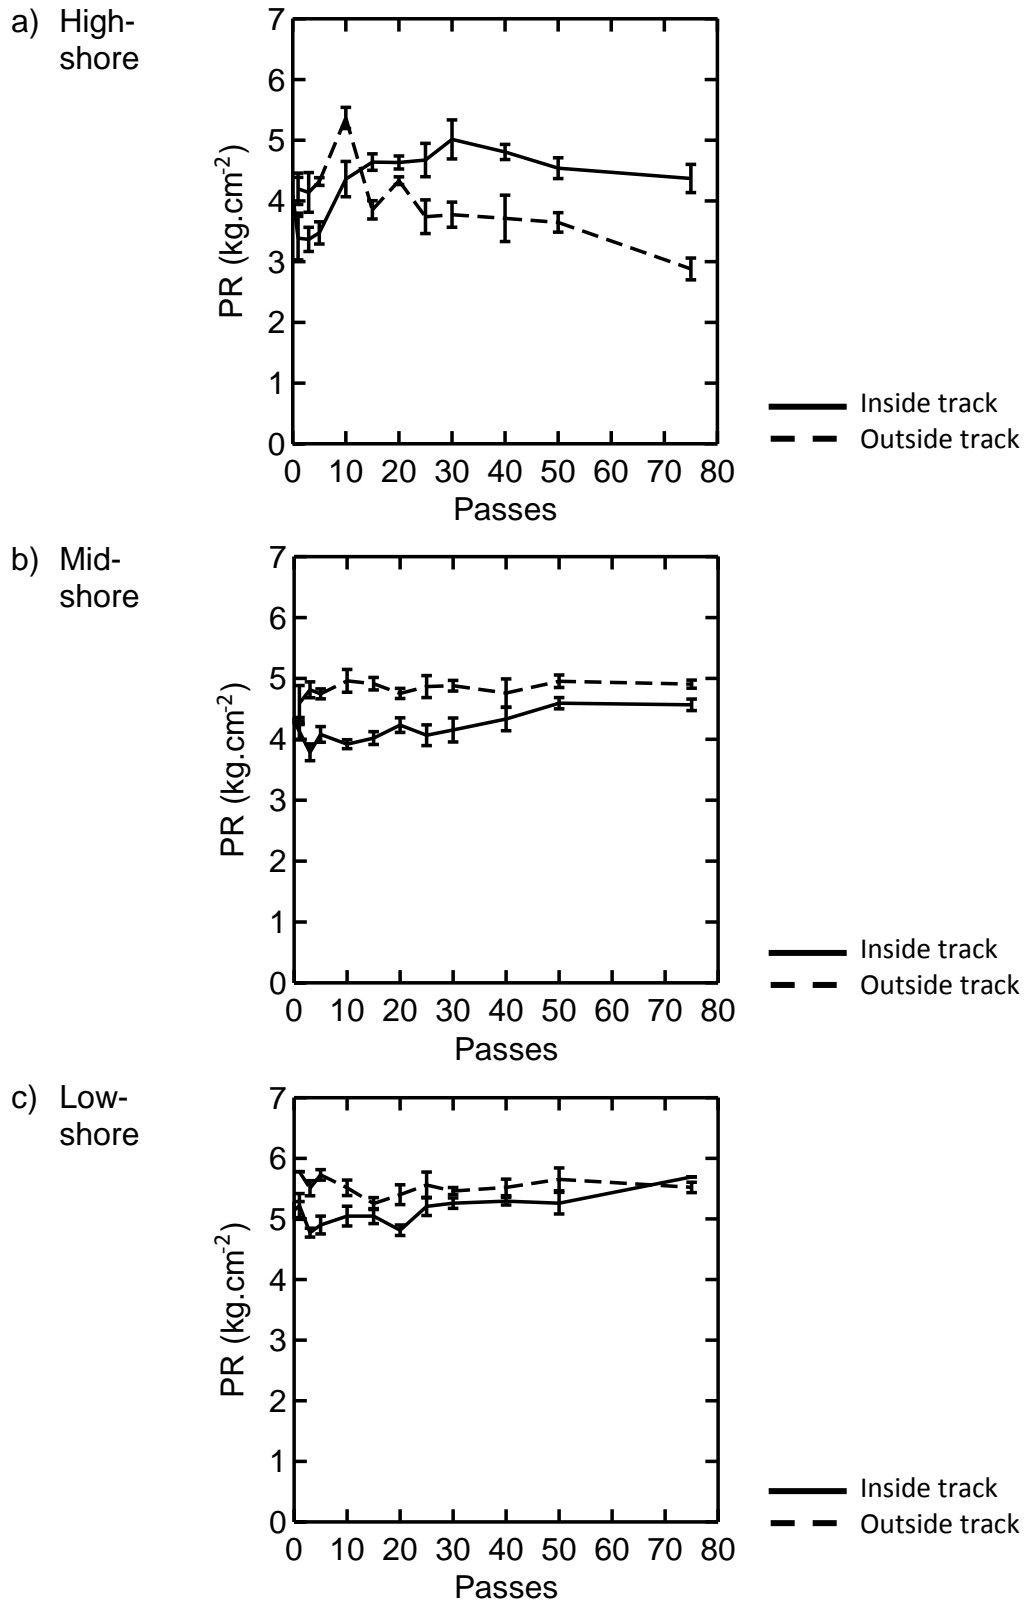 a) High-
shore
7
6
5
4
3
2
1
0
PR (kg.cm-2)
0 10 20 30 40 50 60 70 80
Passes
Inside track
Outside track
b) Mid-
shore
7
6
5
4
3
2
1
0
PR (kg.cm-2)
0 10 20 30 40 50 60 70 80
Passes
Inside track
Outside track
c) Low-
shore
7
6
5
4
3
2
1
0
PR (kg.cm-2)
0 10 20 30 40 50 60 70 80
Passes
Inside track
Outside track